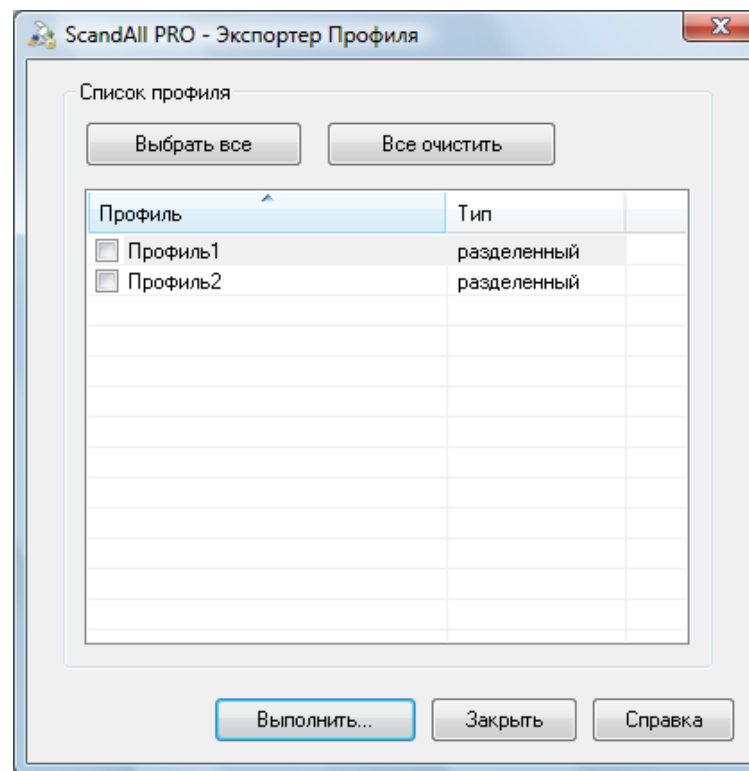 ScandAll PRO - Экспортер Профиля
Список профиля
Выбрать все Все очистить
Профиль Тип
Профиль1 разделенный
Профиль2 разделенный
Выполнить... Закрыть Справка